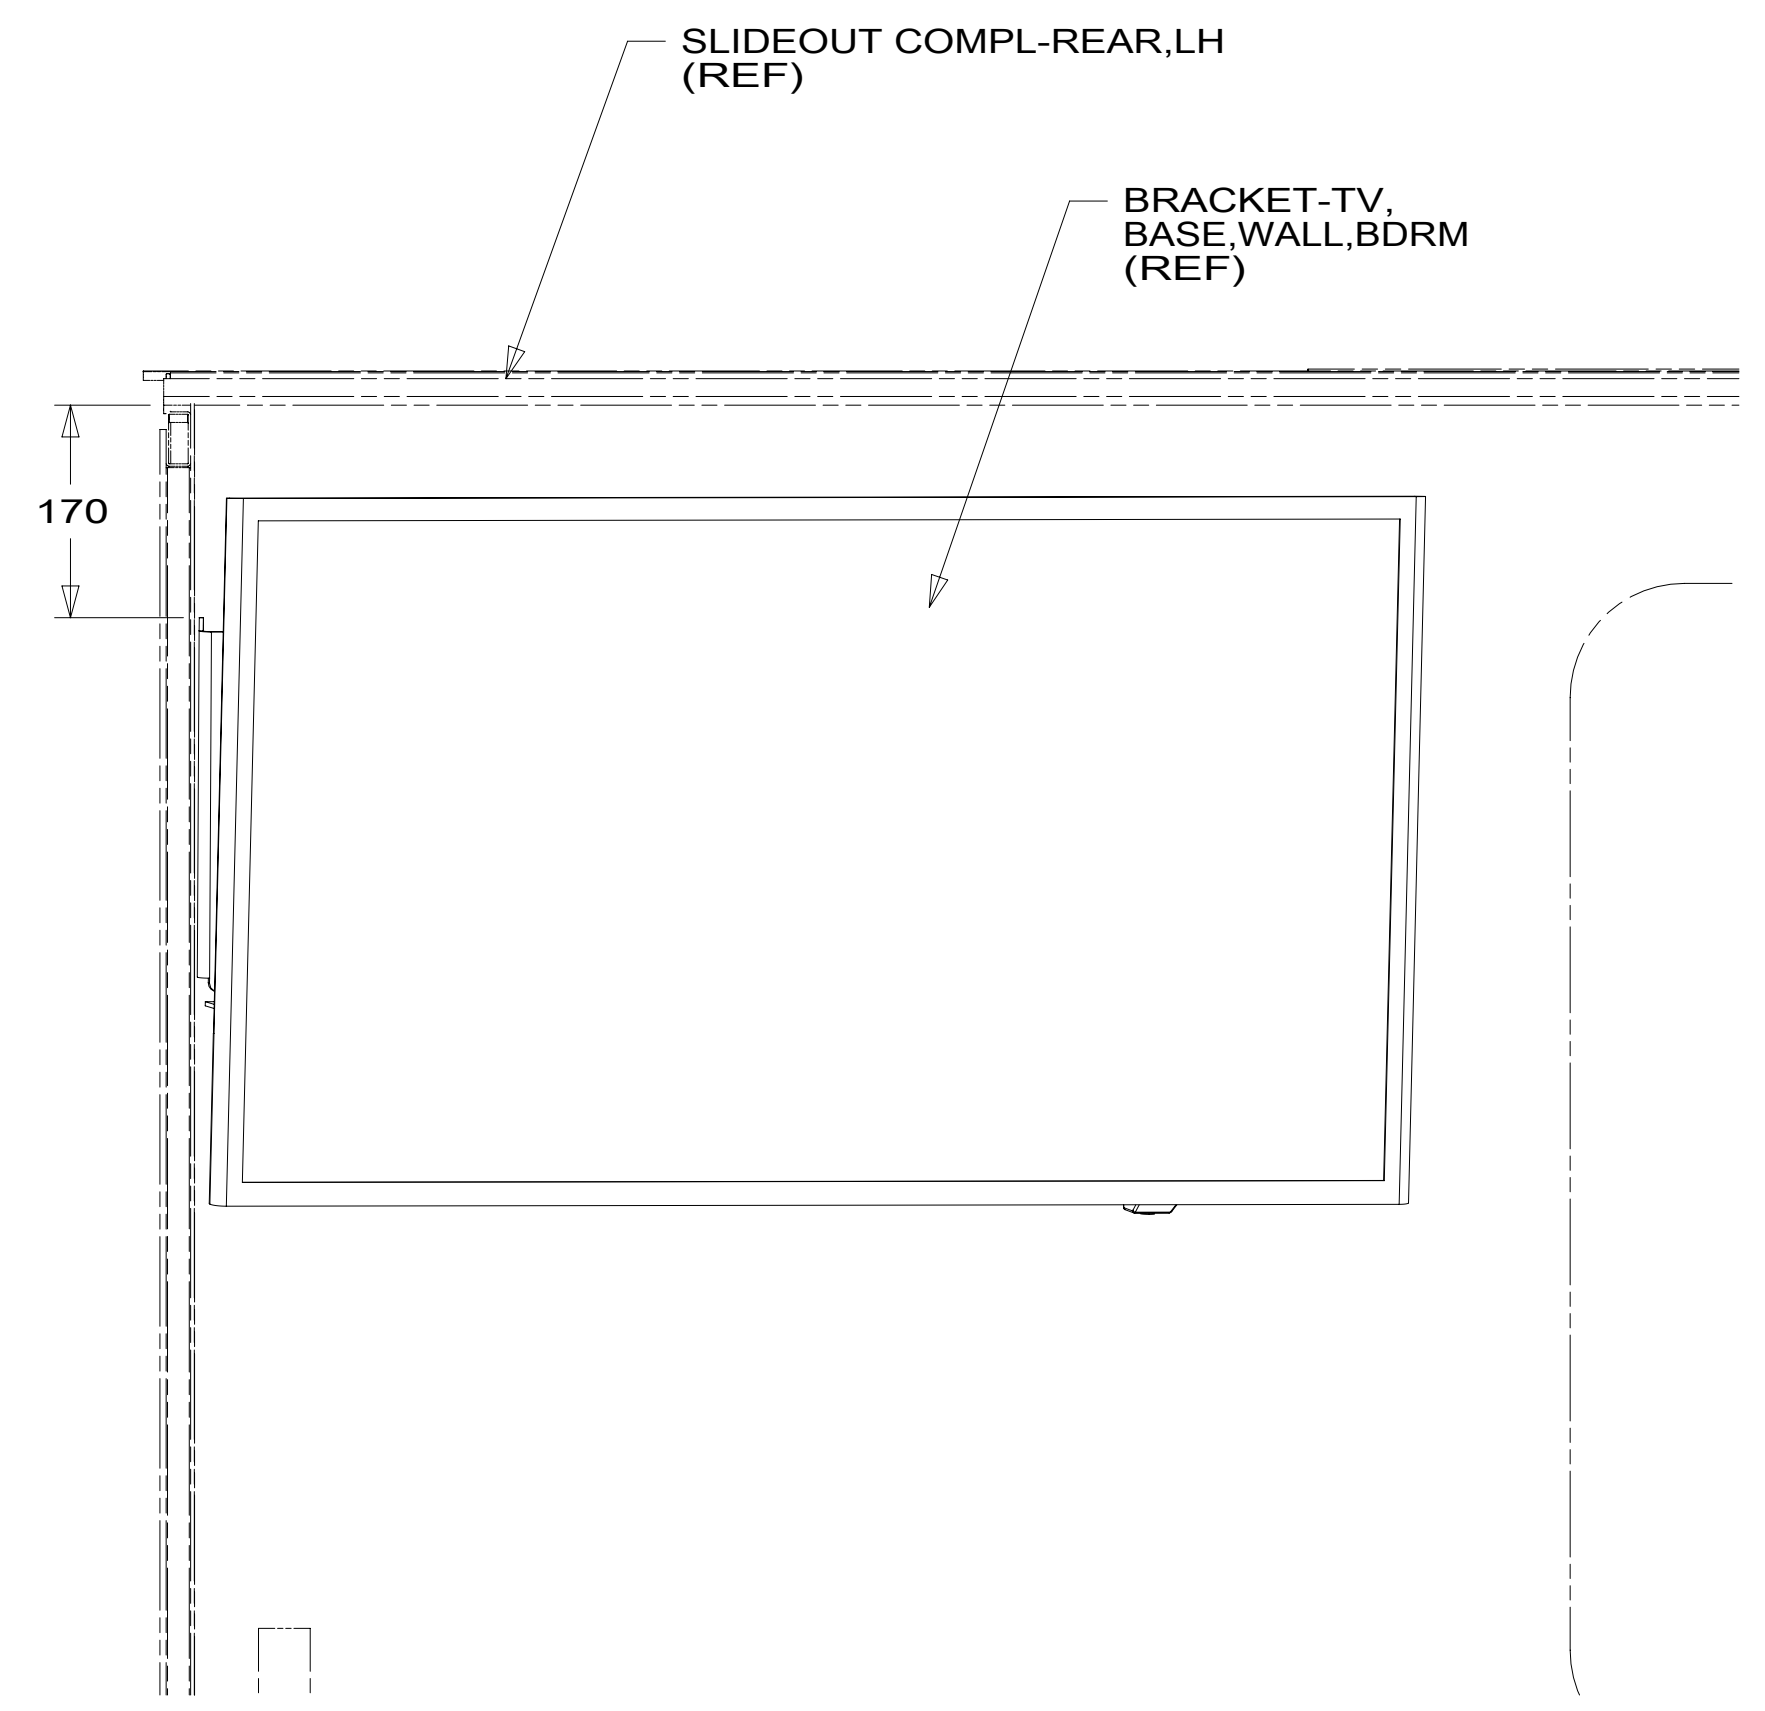 SLIDEOUT COMPL-REAR,LH
(REF)
BRACKET-TV,
BASE,WALL,BDRM
(REF)
170